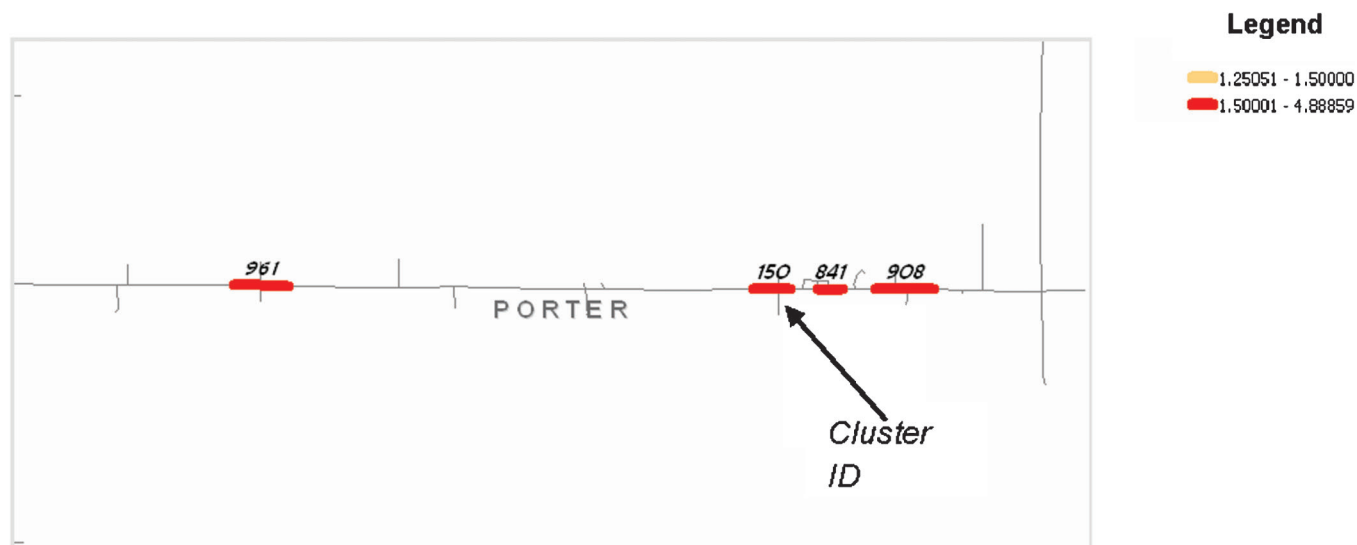 Legend
1.25051 - 1.50000
1.50001 - 4.88859
961
150
841
908
PORTER
Cluster
ID